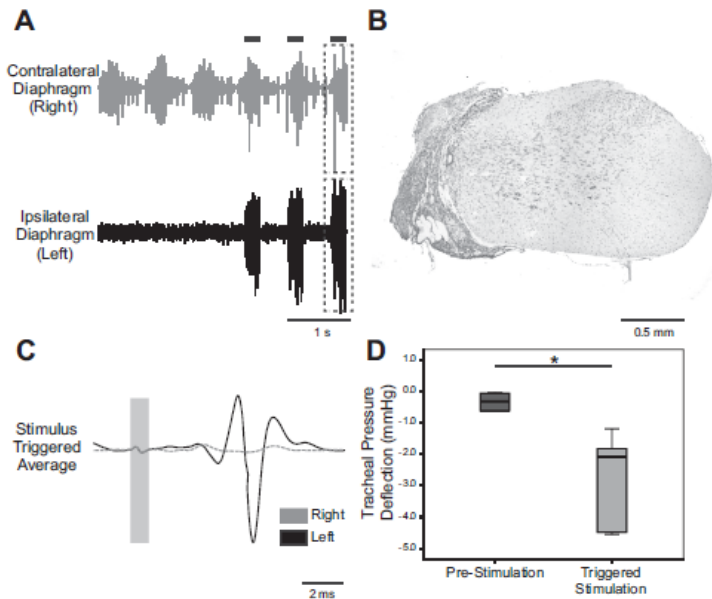 A
B
Contralateral
Diaphragm
(Right)
Ipsilateral
Diaphragm
(Left)
1 s
0.5 mm
C
D
Stimulus
Triggered
Average
Right
Left
2 ms
Tracheal Pressure
Deflection (mmHg)
1.0
0.0
-1.0
-2.0
-3.0
-4.0
-5.0
*
Pre-Stimulation
Triggered
Stimulation